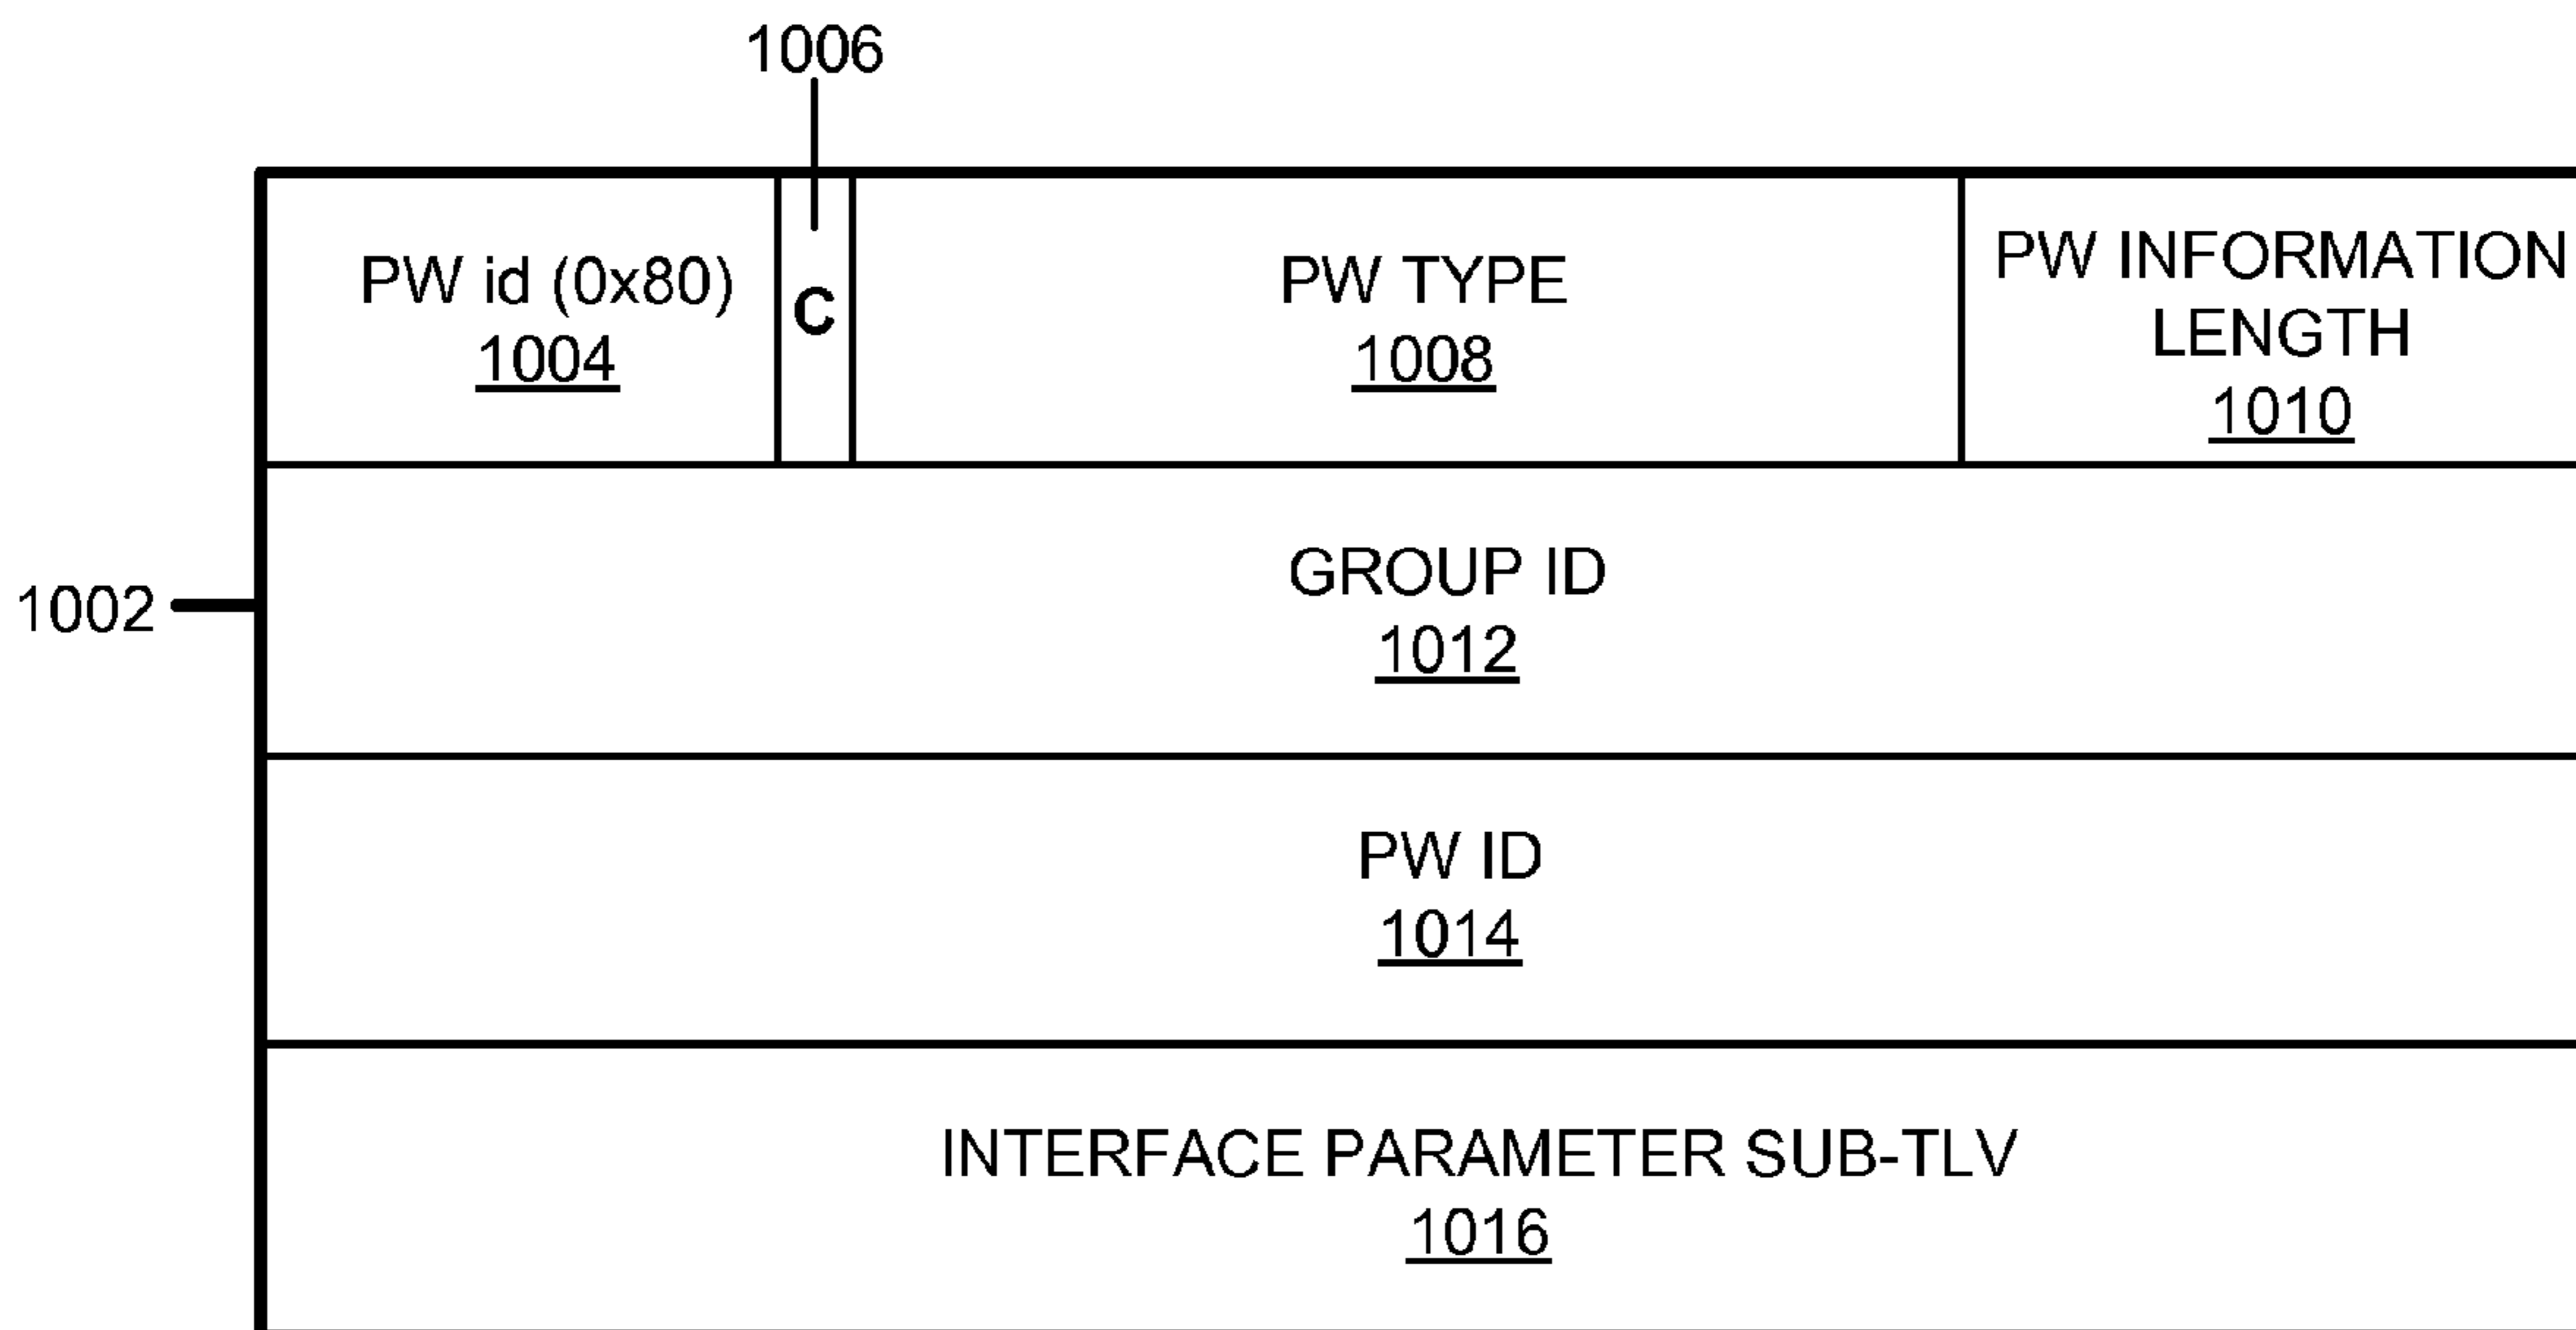 1006
PW id (0x80)
1004
C
PW TYPE
1008
PW INFORMATION
LENGTH
1010
1002
GROUP ID
1012
PW ID
1014
INTERFACE PARAMETER SUB-TLV
1016